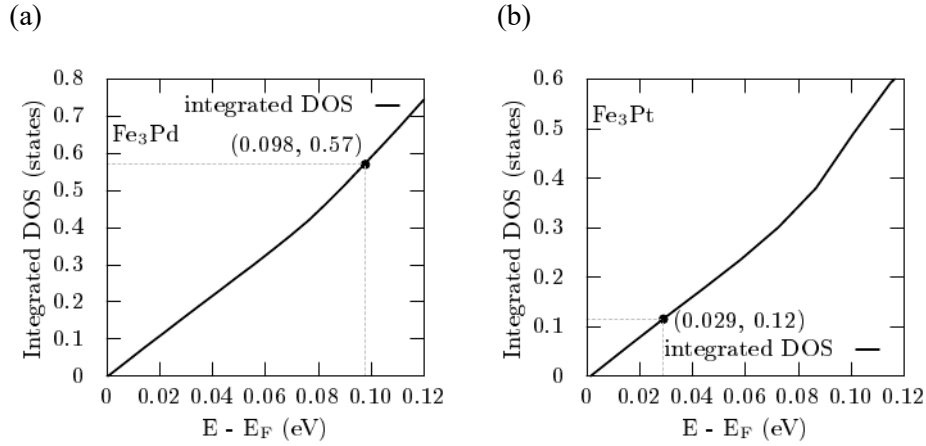 (a)
(b)
Integrated DOS (states)
0.8
0.7
0.6
0.5
0.4
0.3
0.2
0.1
0
integrated DOS
Fe₃Pd
(0.098, 0.57)
0 0.02 0.04 0.06 0.08 0.10 0.12
E - E_F (eV)
Integrated DOS (states)
0.6
0.5
0.4
0.3
0.2
0.1
0
Fe₃Pt
(0.029, 0.12)
integrated DOS
0 0.02 0.04 0.06 0.08 0.10 0.12
E - E_F (eV)